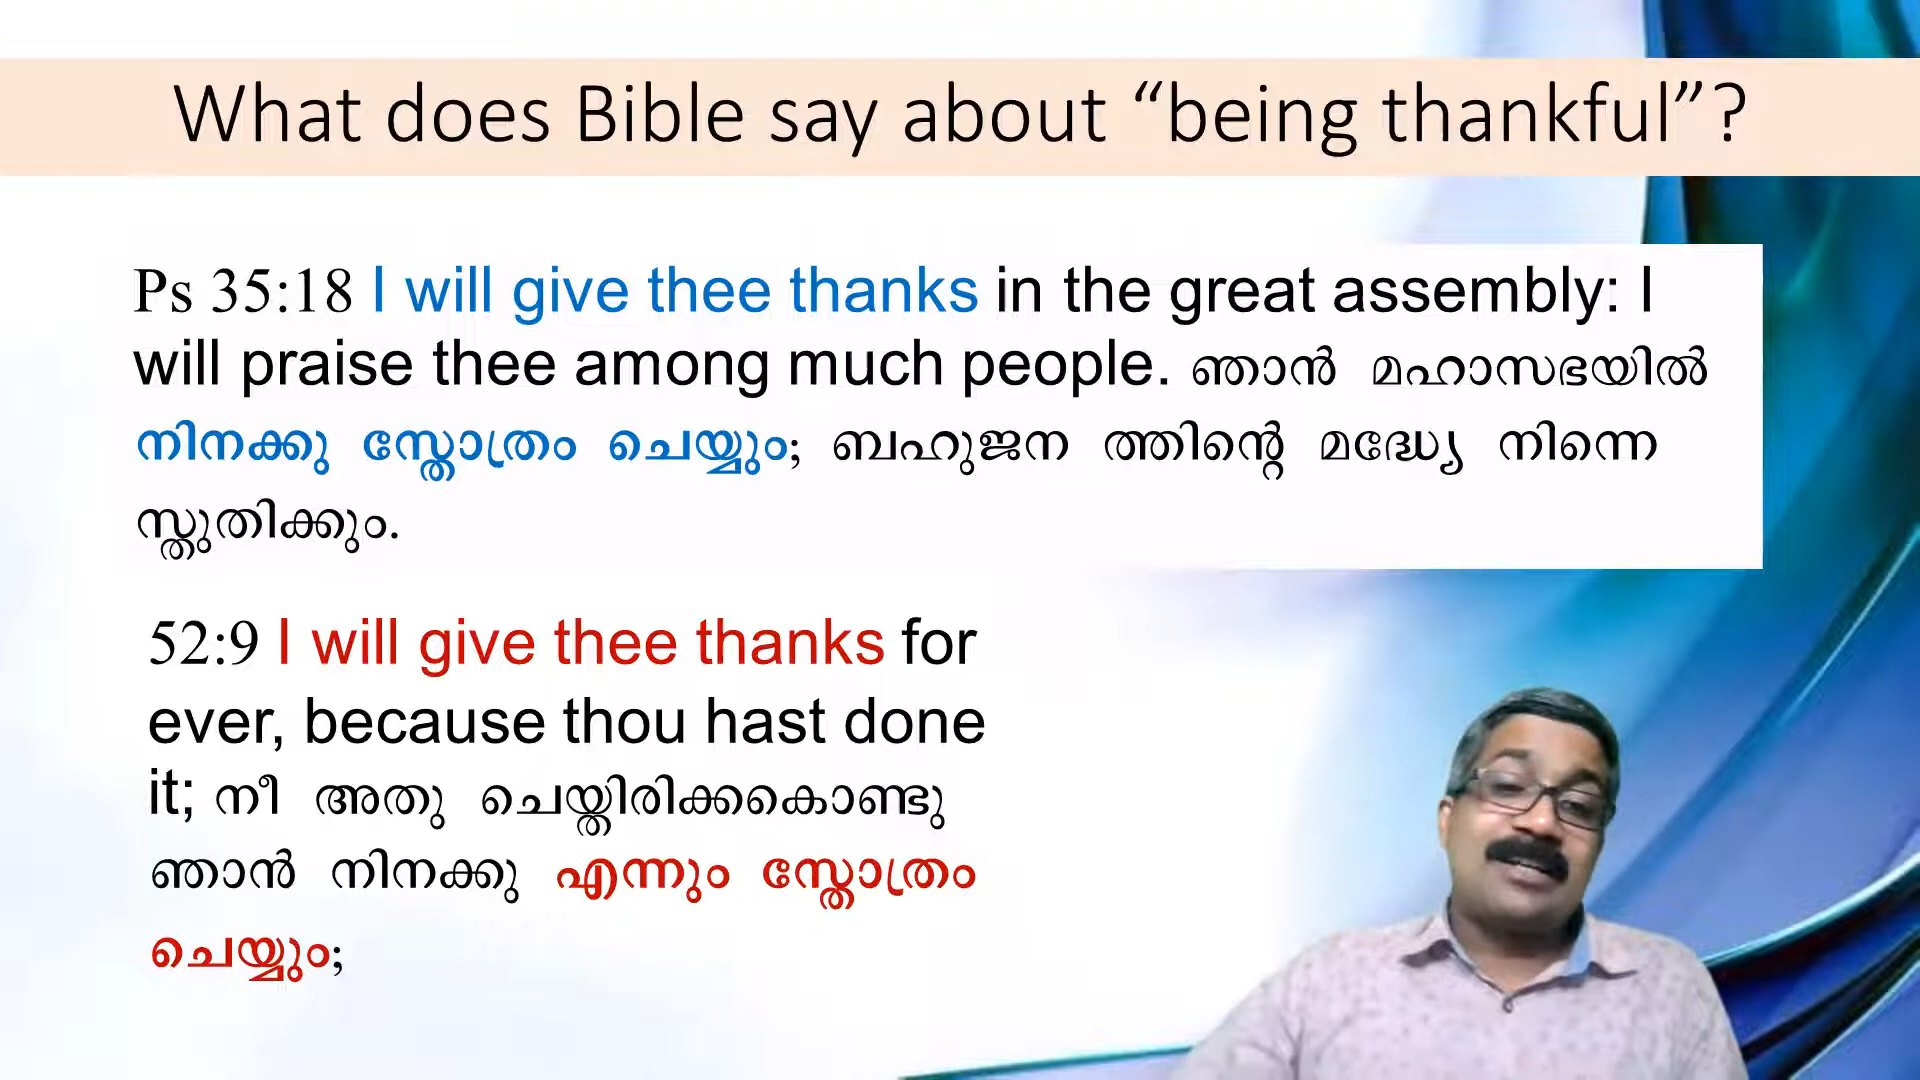 What does Bible say about “being thankful”?
Ps 35:18 I will give thee thanks in the great assembly: I
will praise thee among much people. ഞാൻ മഹാസഭയിൽ
നിനക്കു സ്തോത്രം ചെയ്യും; ബഹുജന ത്തിന്റെ മദ്ധ്യേ നിന്നെ
സ്തുതിക്കും.
52:9 I will give thee thanks for
ever, because thou hast done
it; നീ അതു ചെയ്തിരിക്കകൊണ്ടു
ഞാൻ നിനക്കു എന്നും സ്തോത്രം
ചെയ്യും;